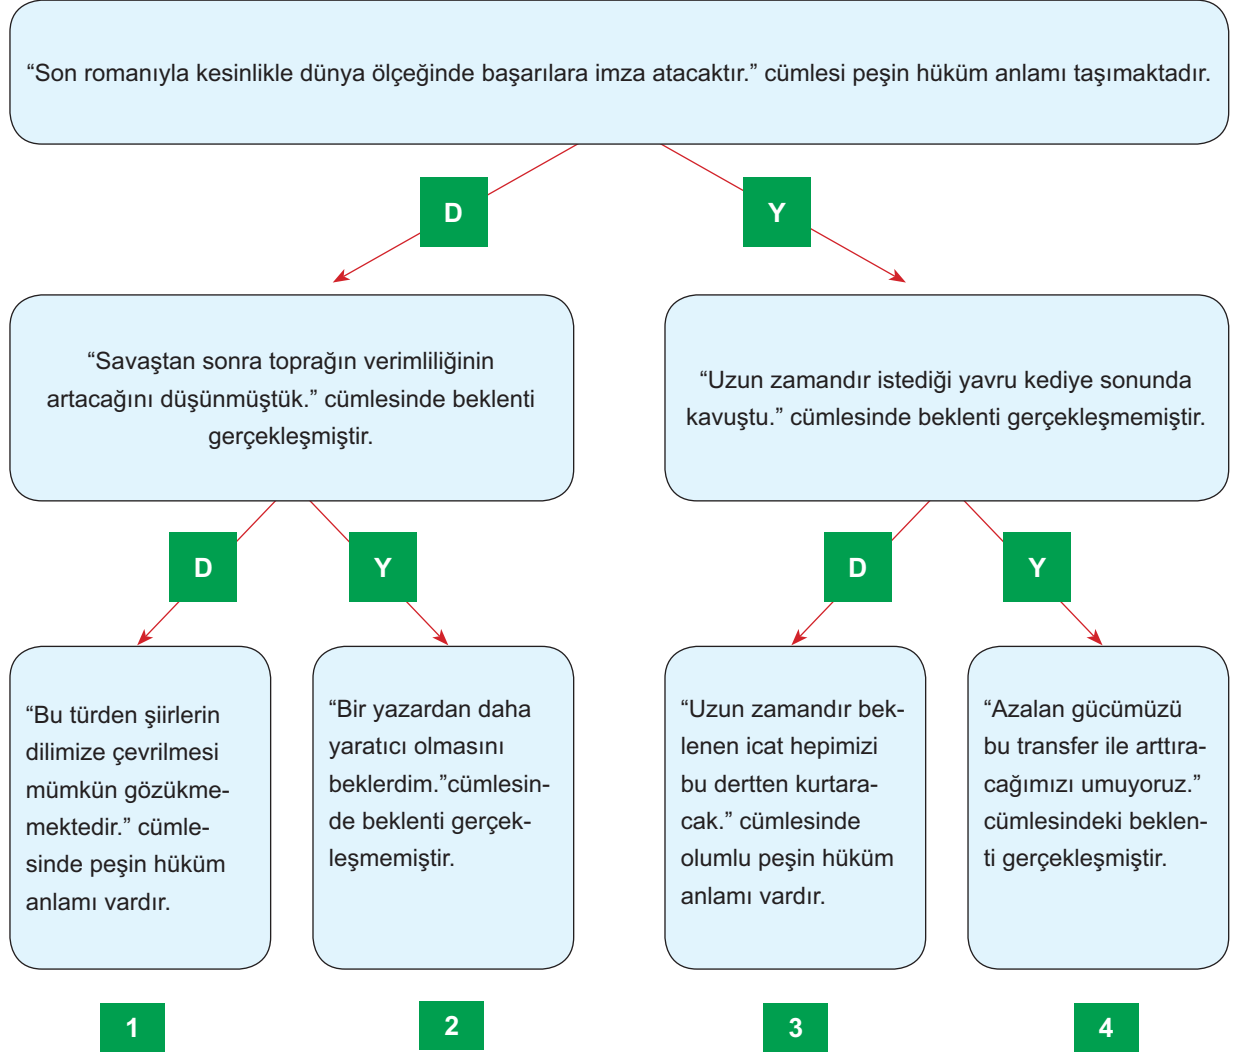 “Son romanıyla kesinlikle dünya ölçeğinde başarılara imza atacaktır.” cümlesi peşin hüküm anlamı taşımaktadır.
D
Y
“Savaştan sonra toprağın verimliliğinin
artacağını düşünmüştük.” cümlesinde beklenti
gerçekleşmiştir.
“Uzun zamandır istediği yavru kediye sonunda
kavuştu.” cümlesinde beklenti gerçekleşmemiştir.
D
Y
D
Y
“Bu türden şiirlerin
dilimize çevrilmesi
mümkün gözükme-
mektedir.” cümle-
sinde peşin hüküm
anlamı vardır.
“Bir yazardan daha
yaratıcı olmasını
beklerdim.”cümlesin-
de beklenti gerçek-
leşmemiştir.
“Uzun zamandır bek-
lenen icat hepimizi
bu dertten kurtara-
cak.” cümlesinde
olumlu peşin hüküm
anlamı vardır.
“Azalan gücümüzü
bu transfer ile arttıra-
cağımızı umuyoruz.”
cümlesindeki beklen-
ti gerçekleşmiştir.
1
2
3
4